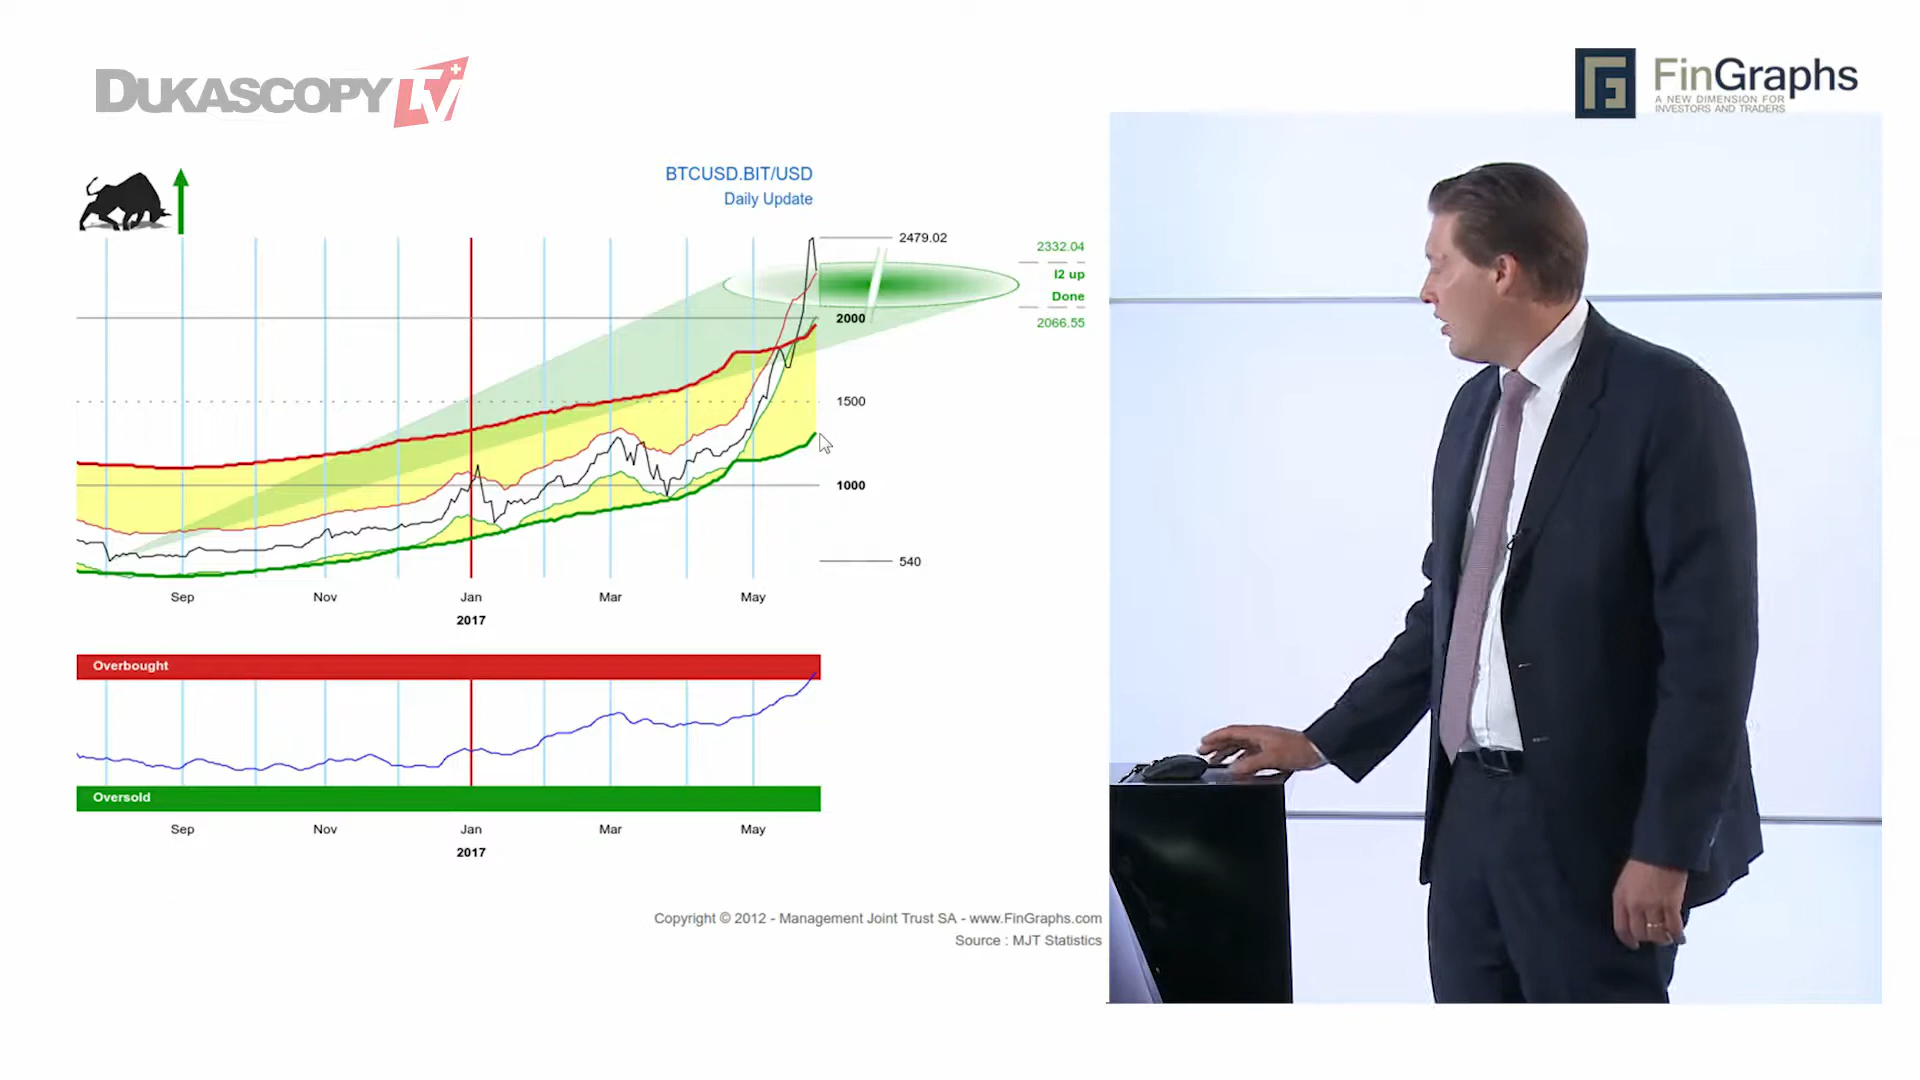 DUKASCOPY TV
FinGraphs
A NEW DIMENSION FOR
INVESTORS AND TRADERS
BTCUSD.BIT/USD
Daily Update
2479.02
2332.04
I2 up
Done
2000
2066.55
1500
1000
540
Sep Nov Jan Mar May
2017
Overbought
Oversold
Sep Nov Jan Mar May
2017
Copyright © 2012 - Management Joint Trust SA - www.FinGraphs.com
Source : MJT Statistics